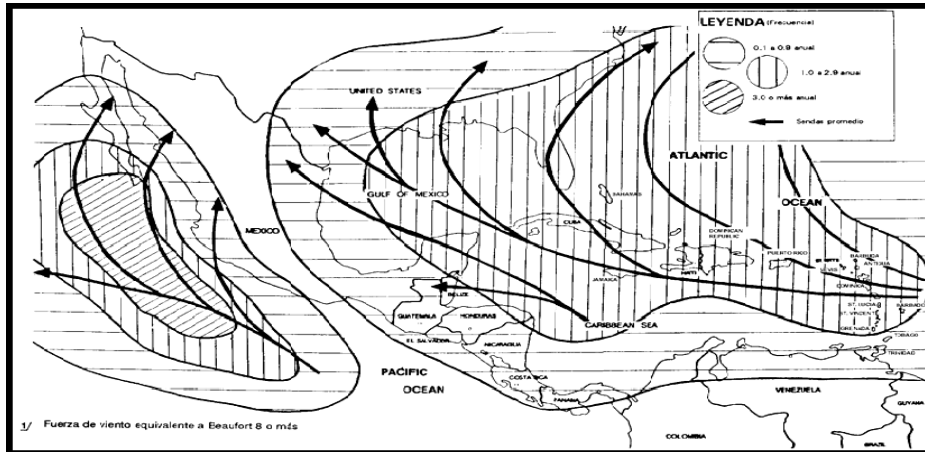 1/
LEYENDA (Frecuencia)
0.1 a 0.9 anual
1.0 a 2.9 anual
3.0 o más anual
Sendas promedio
UNITED STATES
ATLANTIC
OCEAN
GULF OF MEXICO
BAHAMAS
MEXICO
CUBA
DOMINICAN
REPUBLIC
PUERTO RICO
BARBUDA
ANTIGUA
NEVIS
HAITI
JAMAICA
DOMINICA
BELIZE
ST. LUCIA
BARBADOS
ST. VINCENT
GUATEMALA
HONDURAS
CARIBBEAN SEA
GRENADA
TOBAGO
EL SALVADOR
NICARAGUA
TRINIDAD
PACIFIC
OCEAN
COSTA RICA
PANAMA
VENEZUELA
GUYANA
COLOMBIA
BRAZIL
1/ Fuerza de viento equivalente a Beaufort 8 o más